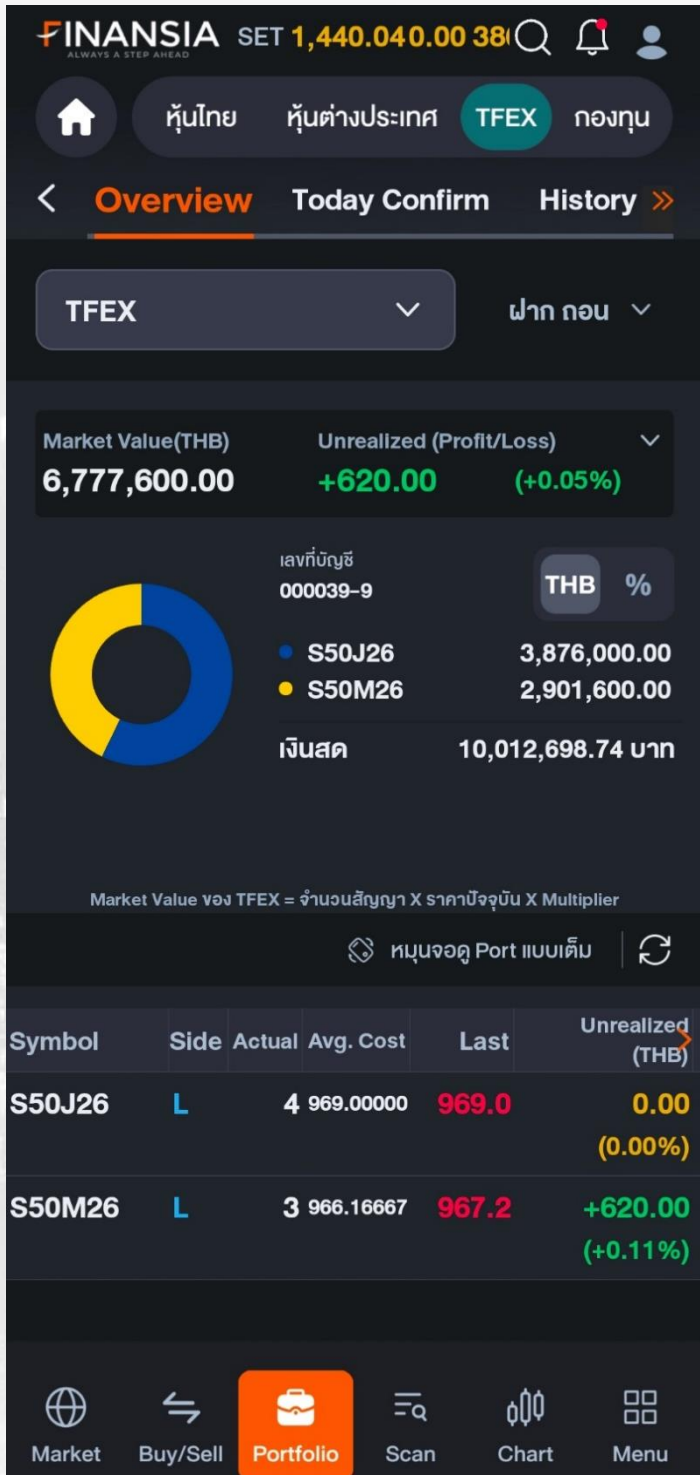 FINANSIA SET 1,440.04 0.00 38
ALWAYS A STEP AHEAD
หุ้นไทย หุ้นต่างประเทศ TFEX กองทุน
Overview Today Confirm History
TFEX ฝาก ถอน
Market Value(THB) Unrealized (Profit/Loss)
6,777,600.00 +620.00 (+0.05%)
เลขที่บัญชี
000039-9 THB %
S50J26 3,876,000.00
S50M26 2,901,600.00
เงินสด 10,012,698.74 บาท
Market Value ของ TFEX = จำนวนสัญญา X ราคาปัจจุบัน X Multiplier
หมุนจอดู Port แบบเต็ม
Symbol Side Actual Avg. Cost Last Unrealized
(THB)
S50J26 L 4 969.00000 969.0 0.00
(0.00%)
S50M26 L 3 966.16667 967.2 +620.00
(+0.11%)
Market Buy/Sell Portfolio Scan Chart Menu